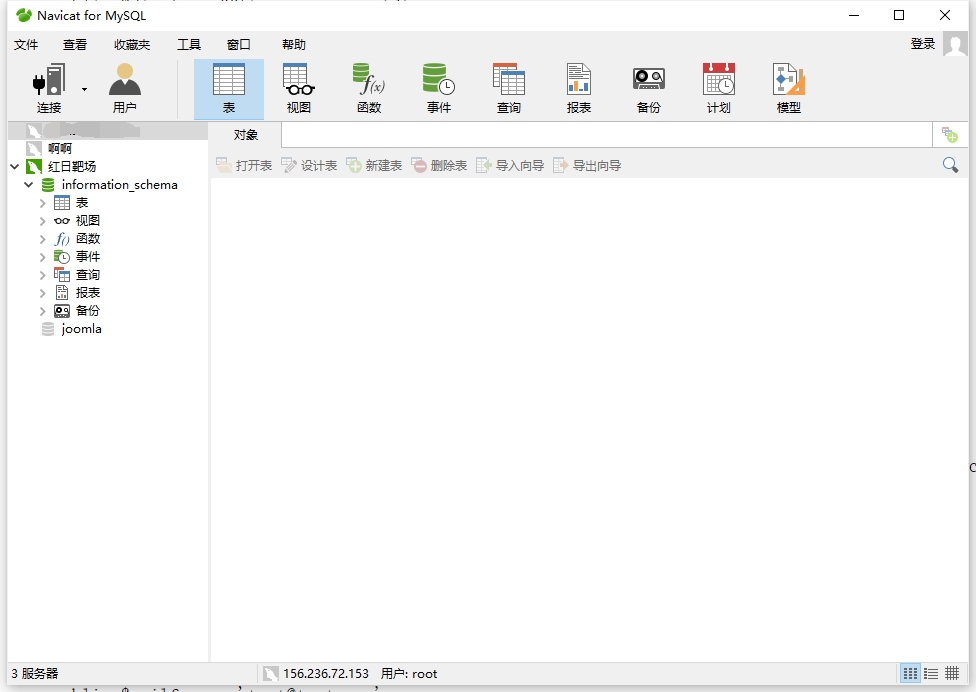 Navicat for MySQL
文件 查看 收藏夹 工具 窗口 帮助 登录
连接 用户 表 视图 函数 事件 查询 报表 备份 计划 模型
对象
打开表 设计表 新建表 删除表 导入向导 导出向导
啊啊
红日靶场
information_schema
表
视图
函数
事件
查询
报表
备份
joomla
3 服务器 156.236.72.153 用户: root